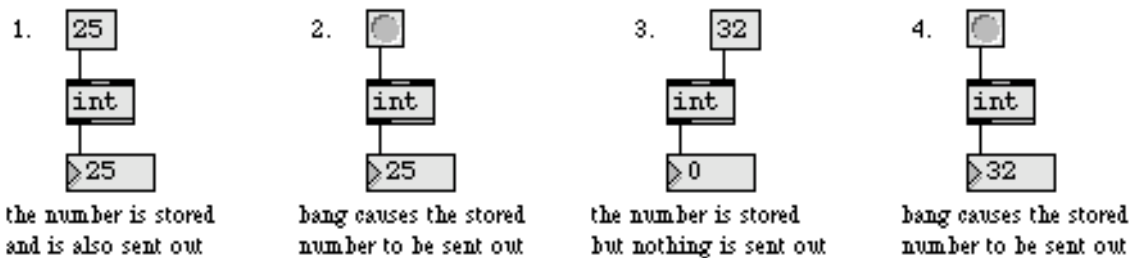 1. 25
int
25
the number is stored
and is also sent out
2.
int
25
bang causes the stored
number to be sent out
3. 32
int
0
the number is stored
but nothing is sent out
4.
int
32
bang causes the stored
number to be sent out